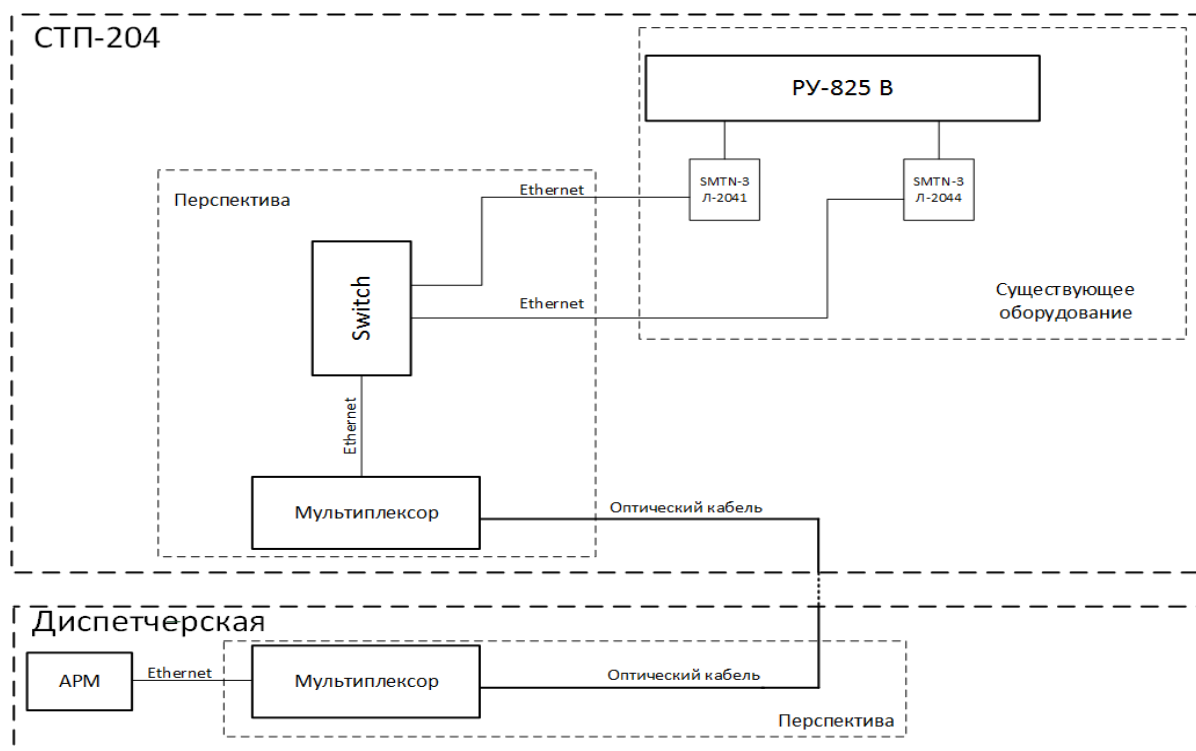 СТП-204
РУ-825 В
SMTN-3
Л-2041
SMTN-3
Л-2044
Перспектива
Ethernet
Switch
Ethernet
Существующее
оборудование
Ethernet
Мультиплексор
Оптический кабель
Диспетчерская
АРМ
Ethernet
Мультиплексор
Оптический кабель
Перспектива